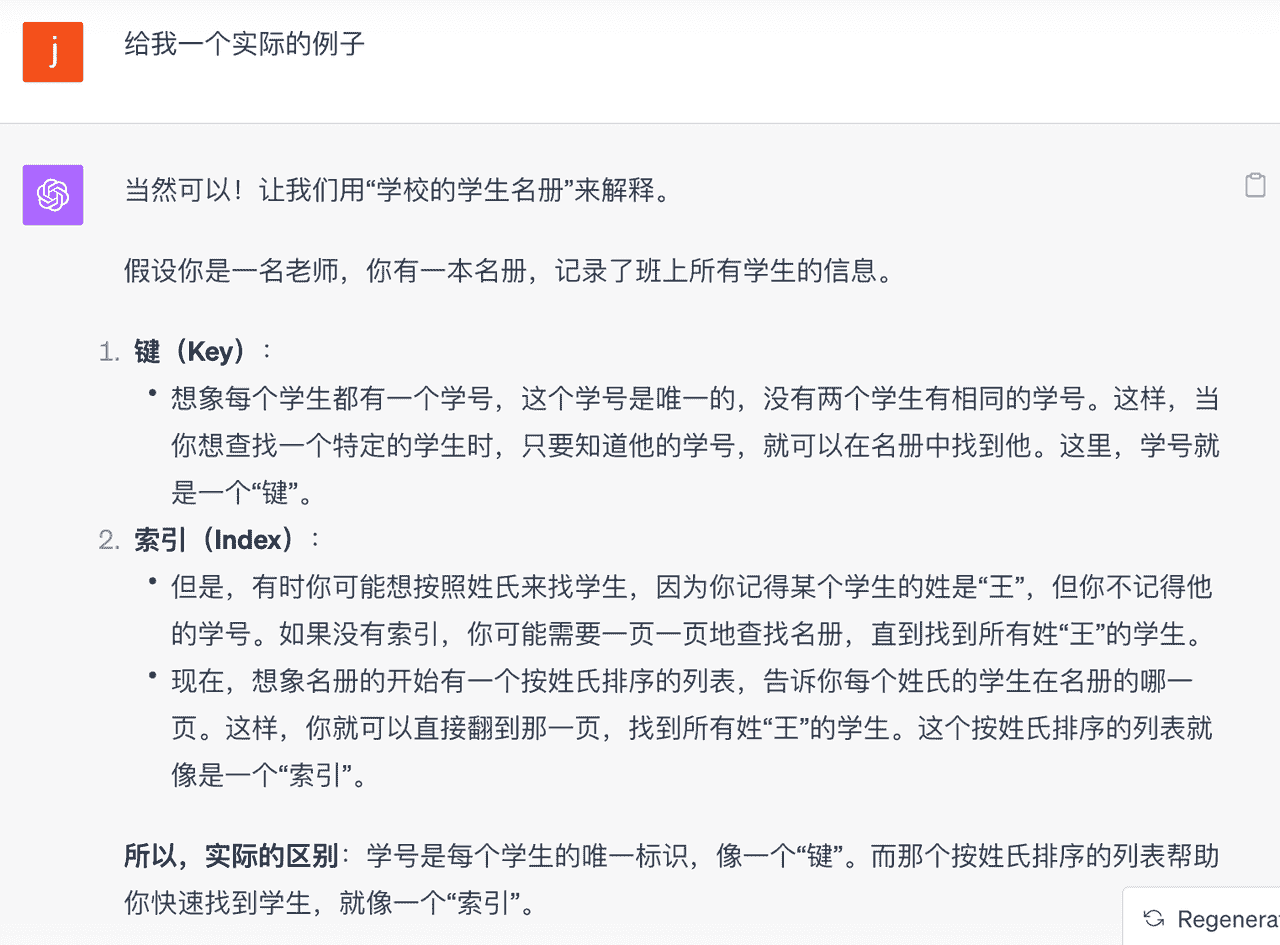 j
给我一个实际的例子
当然可以！让我们用“学校的学生名册”来解释。
假设你是一名老师，你有一本名册，记录了班上所有学生的信息。
1. 键（Key）：
• 想象每个学生都有一个学号，这个学号是唯一的，没有两个学生有相同的学号。这样，当
你想查找一个特定的学生时，只要知道他的学号，就可以在名册中找到他。这里，学号就
是一个“键”。
2. 索引（Index）：
• 但是，有时你可能想按照姓氏来找学生，因为你记得某个学生的姓是“王”，但你不记得他
的学号。如果没有索引，你可能需要一页一页地查找名册，直到找到所有姓“王”的学生。
• 现在，想象名册的开始有一个按姓氏排序的列表，告诉你每个姓氏的学生在名册的哪一
页。这样，你就可以直接翻到那一页，找到所有姓“王”的学生。这个按姓氏排序的列表就
像是一个“索引”。
所以，实际的区别：学号是每个学生的唯一标识，像一个“键”。而那个按姓氏排序的列表帮助
你快速找到学生，就像一个“索引”。
Regenera